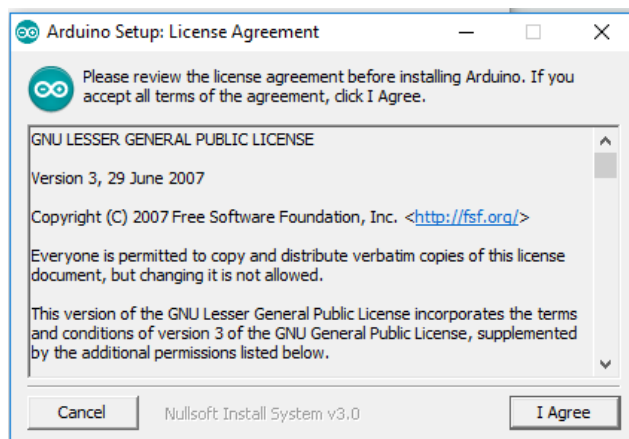 Arduino Setup: License Agreement
Please review the license agreement before installing Arduino. If you
accept all terms of the agreement, click I Agree.
GNU LESSER GENERAL PUBLIC LICENSE
Version 3, 29 June 2007
Copyright (C) 2007 Free Software Foundation, Inc. <http://fsf.org/>
Everyone is permitted to copy and distribute verbatim copies of this license
document, but changing it is not allowed.
This version of the GNU Lesser General Public License incorporates the terms
and conditions of version 3 of the GNU General Public License, supplemented
by the additional permissions listed below.
Cancel
Nullsoft Install System v3.0
I Agree